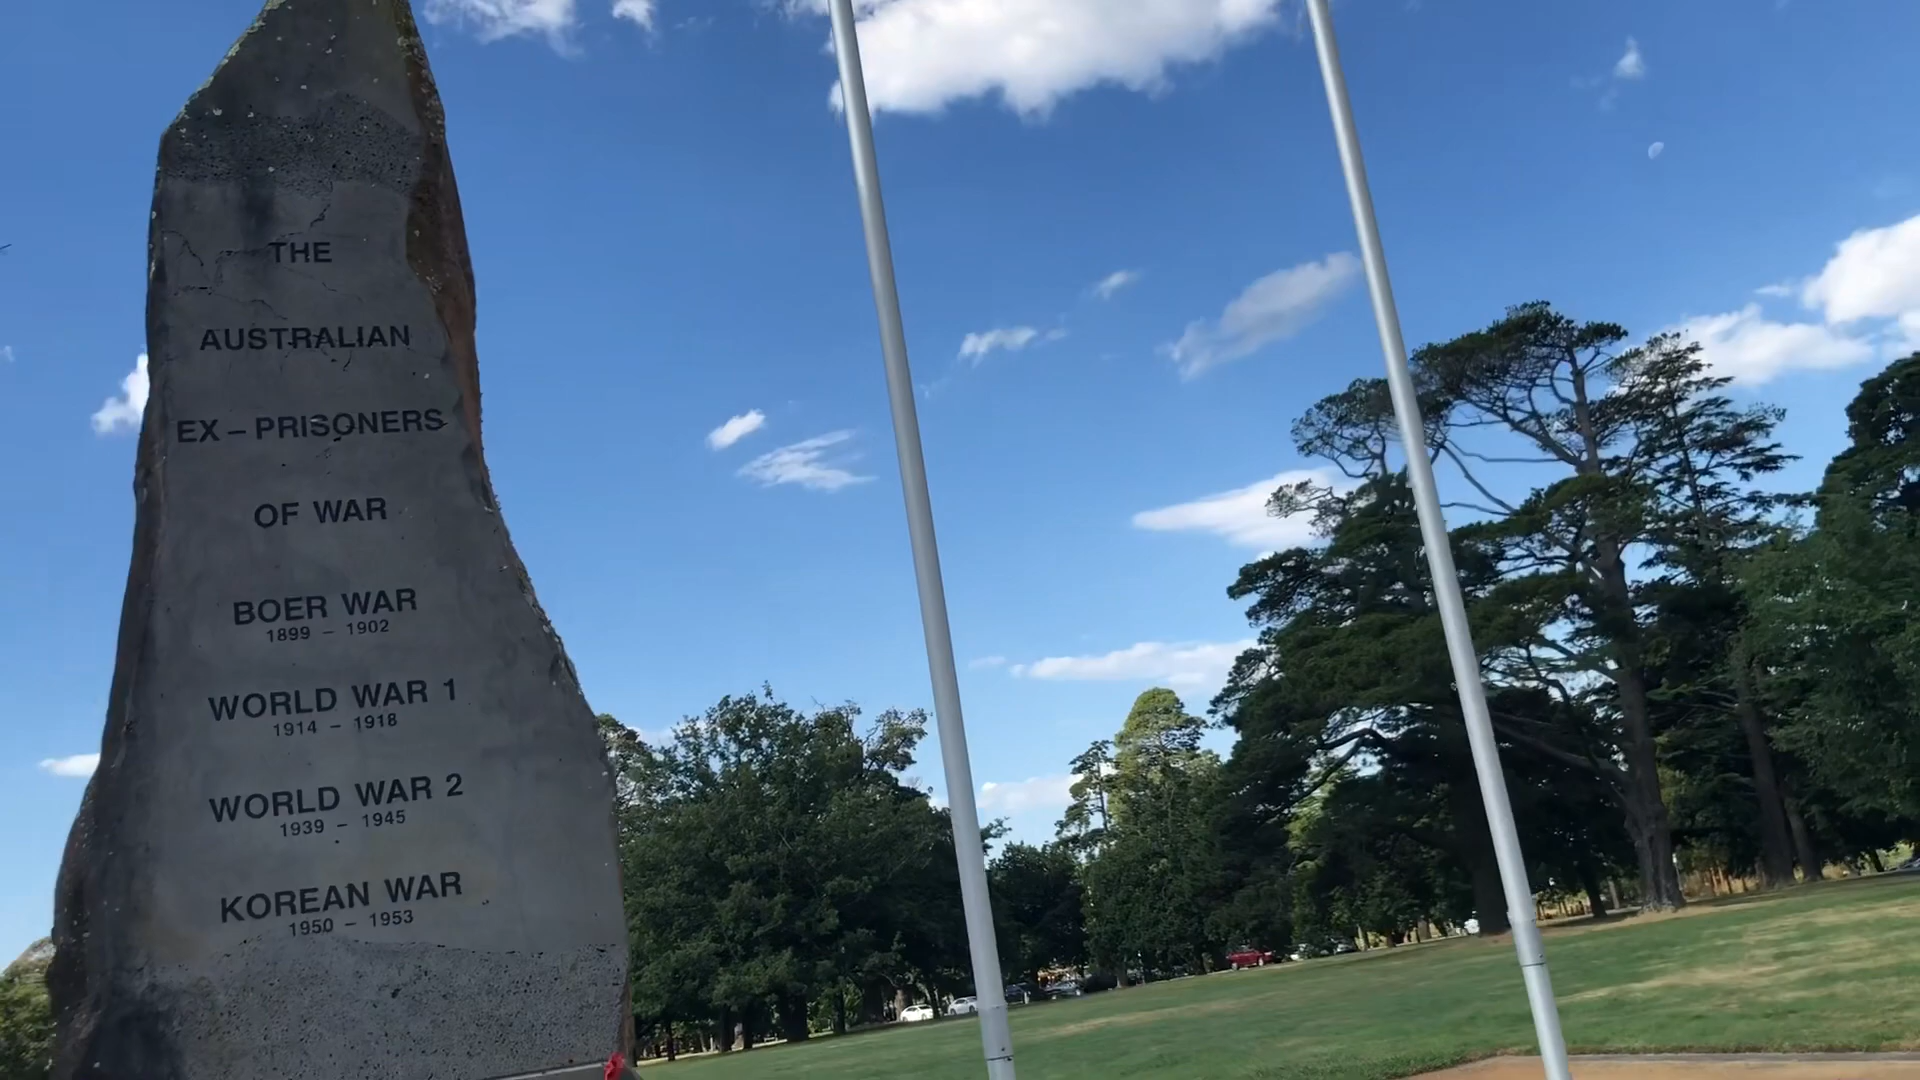 THE
AUSTRALIAN
EX – PRISONERS
OF WAR
BOER WAR
1899 – 1902
WORLD WAR 1
1914 – 1918
WORLD WAR 2
1939 – 1945
KOREAN WAR
1950 – 1953